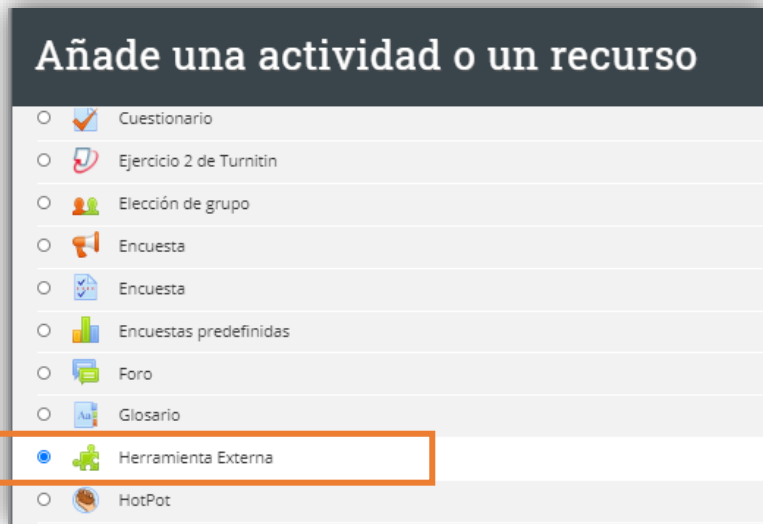 Añade una actividad o un recurso
Cuestionario
Ejercicio 2 de Turnitin
Elección de grupo
Encuesta
Encuesta
Encuestas predefinidas
Foro
Glosario
Herramienta Externa
HotPot